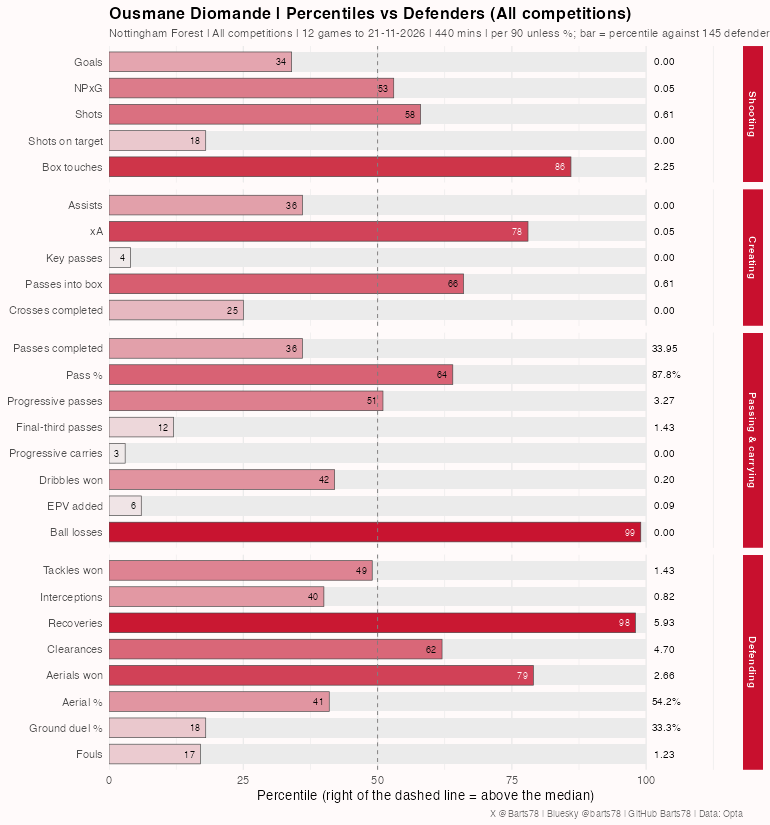 Ousmane Diomande | Percentiles vs Defenders (All competitions)
Nottingham Forest | All competitions | 12 games to 21-11-2026 | 440 mins | per 90 unless %; bar = percentile against 145 defender
Goals 34 0.00
NPxG 53 0.05
Shots 58 0.61
Shots on target 18 0.00
Box touches 86 2.25
Shooting
Assists 36 0.00
xA 78 0.05
Key passes 4 0.00
Passes into box 66 0.61
Crosses completed 25 0.00
Creating
Passes completed 36 33.95
Pass % 64 87.8%
Progressive passes 51 3.27
Final-third passes 12 1.43
Progressive carries 3 0.00
Dribbles won 42 0.20
EPV added 6 0.09
Ball losses 99 0.00
Passing & carrying
Tackles won 49 1.43
Interceptions 40 0.82
Recoveries 98 5.93
Clearances 62 4.70
Aerials won 79 2.66
Aerial % 41 54.2%
Ground duel % 18 33.3%
Fouls 17 1.23
Defending
0 25 50 75 100
Percentile (right of the dashed line = above the median)
X @Barts78 | Bluesky @barts78 | GitHub Barts78 | Data: Opta